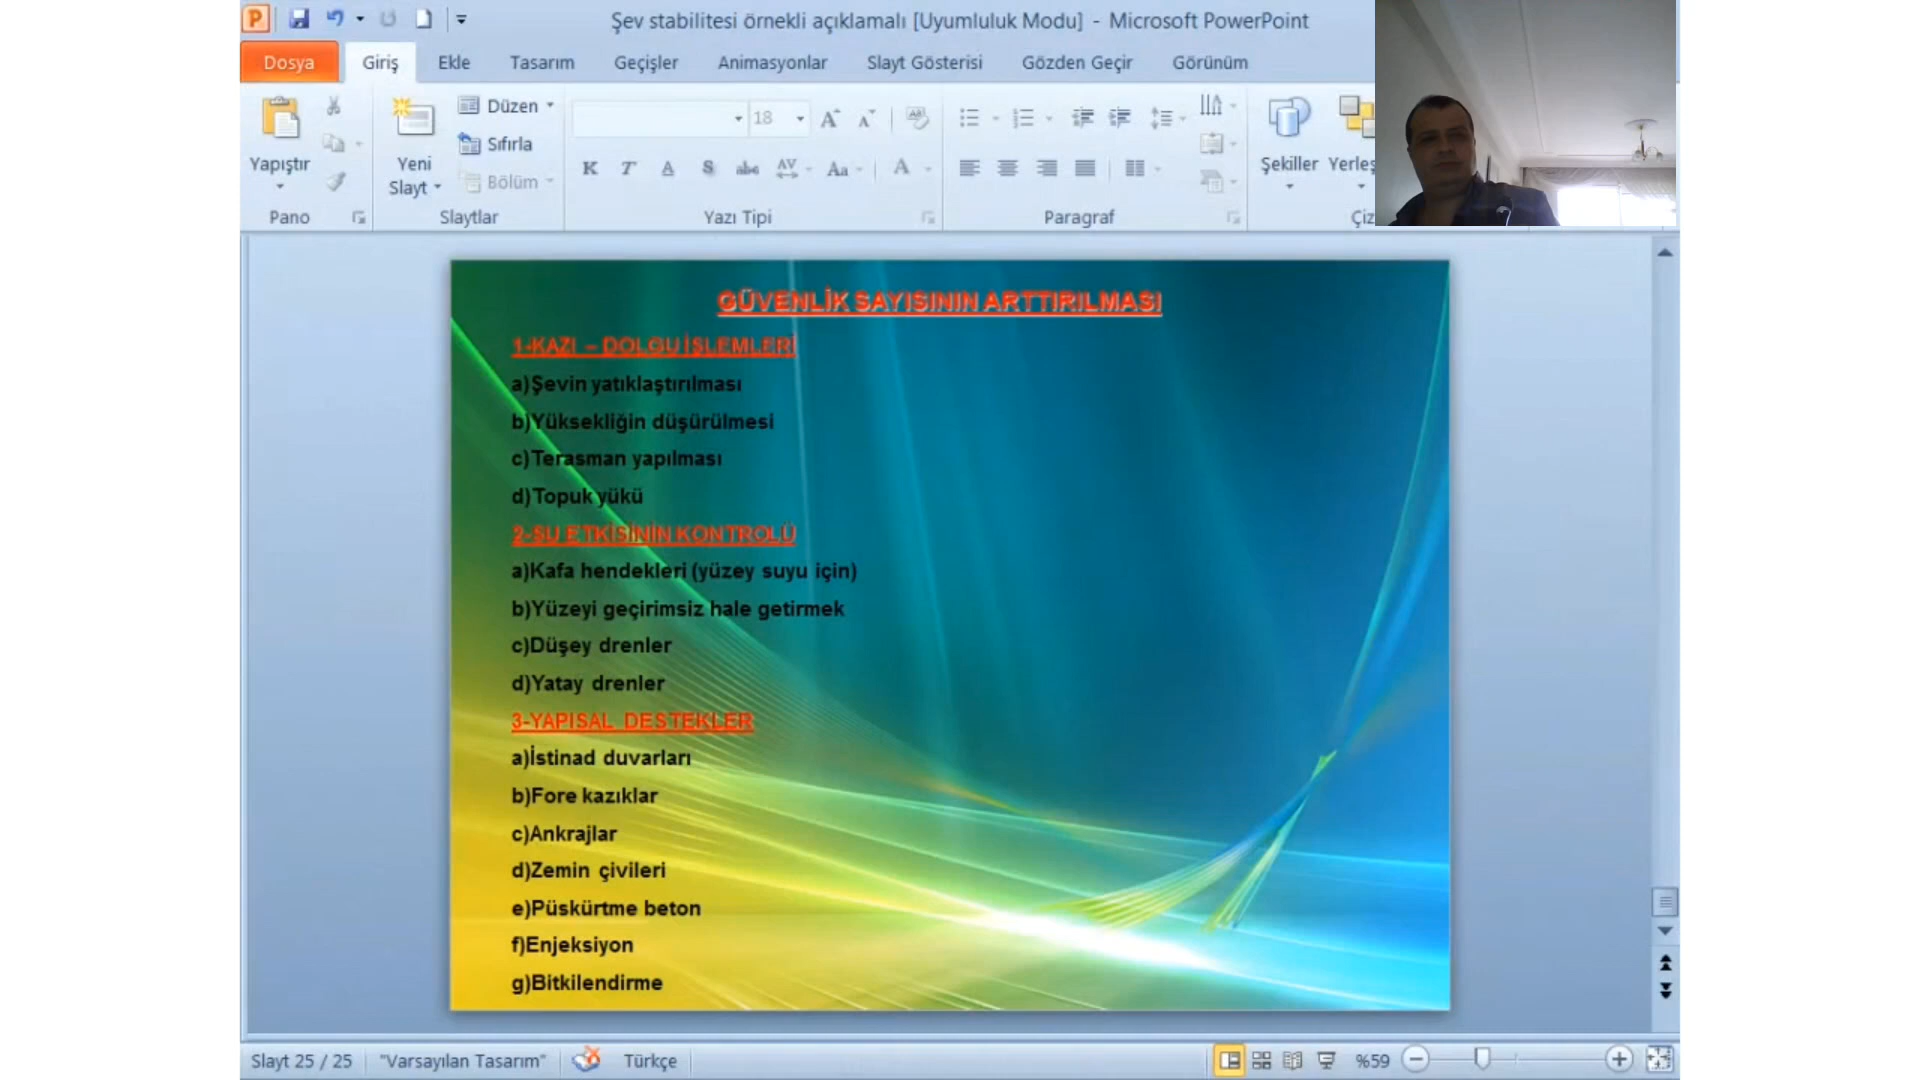 Şev stabilitesi örnekli açıklamalı [Uyumluluk Modu] - Microsoft PowerPoint
Dosya Giriş Ekle Tasarım Geçişler Animasyonlar Slayt Gösterisi Gözden Geçir Görünüm
Düzen
18
Sıfırla
Yapıştır
Yeni
Slayt
Şekiller
Bölüm
Pano
Slaytlar
Yazı Tipi
Paragraf
GÜVENLİK SAYISININ ARTTIRILMASI
1-KAZI – DOLGU İŞLEMLERİ
a)Şevin yatıklaştırılması
b)Yüksekliğin düşürülmesi
c)Terasman yapılması
d)Topuk yükü
2-SU ETKİSİNİN KONTROLÜ
a)Kafa hendekleri (yüzey suyu için)
b)Yüzeyi geçirimsiz hale getirmek
c)Düşey drenler
d)Yatay drenler
3-YAPISAL DESTEKLER
a)İstinad duvarları
b)Fore kazıklar
c)Ankrajlar
d)Zemin çivileri
e)Püskürtme beton
f)Enjeksiyon
g)Bitkilendirme
Slayt 25 / 25 "Varsayılan Tasarım" Türkçe %59